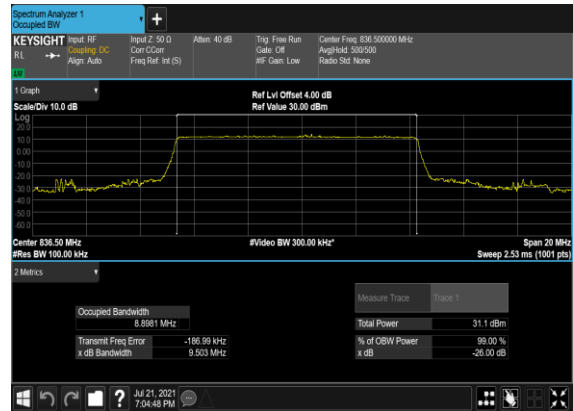 Spectrum Analyzer 1
Occupied BW
+
KEYSIGHT Input: RF Input Z: 50 Ω Atten: 40 dB Trig: Free Run Center Freq: 836.500000 MHz
RL Coupling: DC Corr CCorr Gate: Off Avg|Hold: 500/500
Align: Auto Freq Ref: Int (S) #IF Gain: Low Radio Std: None
LW
1 Graph
Ref Lvl Offset 4.00 dB
Scale/Div 10.0 dB Ref Value 30.00 dBm
Log
20.0
10.0
0.00
-10.0
-20.0
-30.0
-40.0
-50.0
-60.0
Center 836.50 MHz #Video BW 300.00 kHz* Span 20 MHz
#Res BW 100.00 kHz Sweep 2.53 ms (1001 pts)
2 Metrics
Measure Trace Trace 1
Occupied Bandwidth
8.8981 MHz Total Power 31.1 dBm
Transmit Freq Error -186.99 kHz % of OBW Power 99.00 %
x dB Bandwidth 9.503 MHz x dB -26.00 dB
? Jul 21, 2021
7:04:48 PM